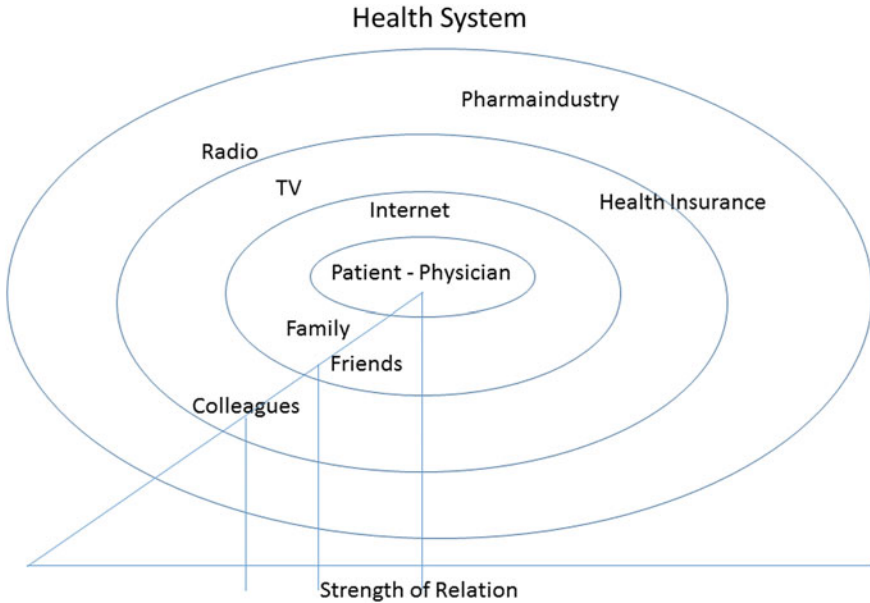 Health System
Pharmaindustry
Radio
TV
Health Insurance
Internet
Patient - Physician
Family
Friends
Colleagues
Strength of Relation